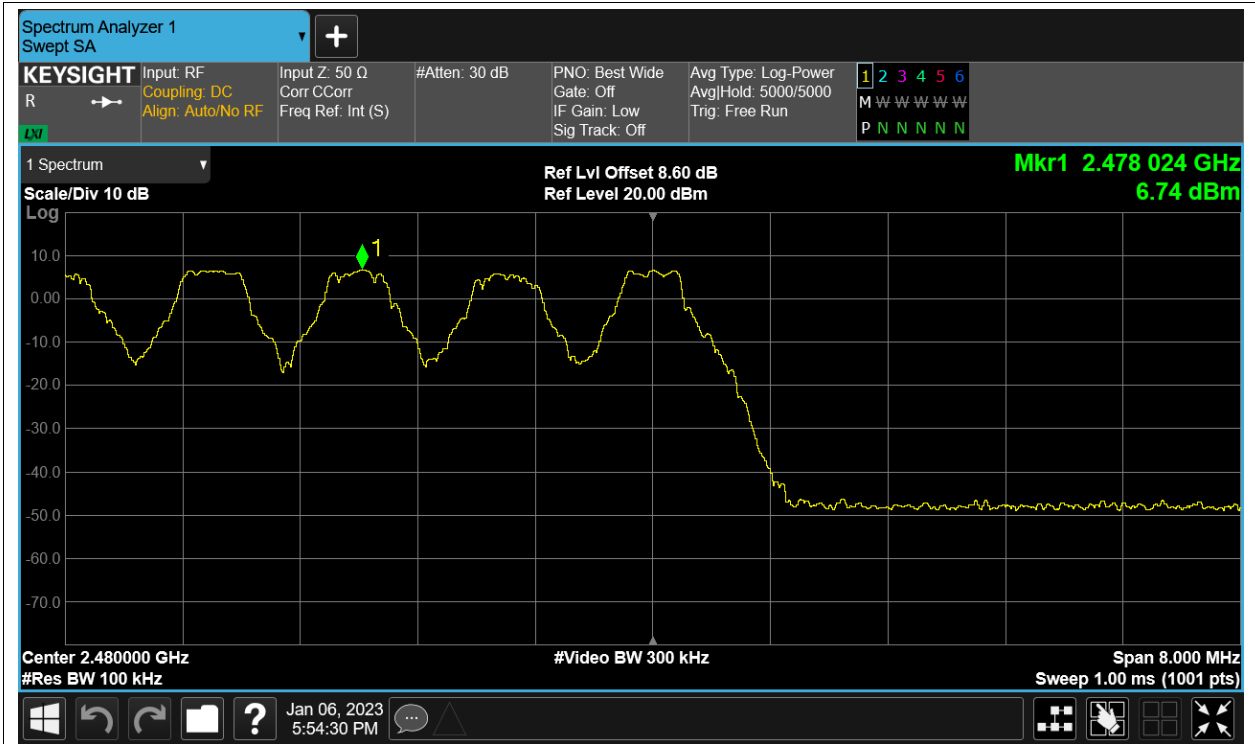 Spectrum Analyzer 1
Swept SA
KEYSIGHT
R
LXI
Input: RF
Coupling: DC
Align: Auto/No RF
Input Z: 50 Ω
Corr CCorr
Freq Ref: Int (S)
#Atten: 30 dB
PNO: Best Wide
Gate: Off
IF Gain: Low
Sig Track: Off
Avg Type: Log-Power
Avg|Hold: 5000/5000
Trig: Free Run
1 2 3 4 5 6
M W W W W W
P N N N N N
1 Spectrum
Scale/Div 10 dB
Log
Ref Lvl Offset 8.60 dB
Ref Level 20.00 dBm
Mkr1 2.478 024 GHz
6.74 dBm
1
10.0
0.00
-10.0
-20.0
-30.0
-40.0
-50.0
-60.0
-70.0
Center 2.480000 GHz
#Res BW 100 kHz
#Video BW 300 kHz
Span 8.000 MHz
Sweep 1.00 ms (1001 pts)
?
Jan 06, 2023
5:54:30 PM